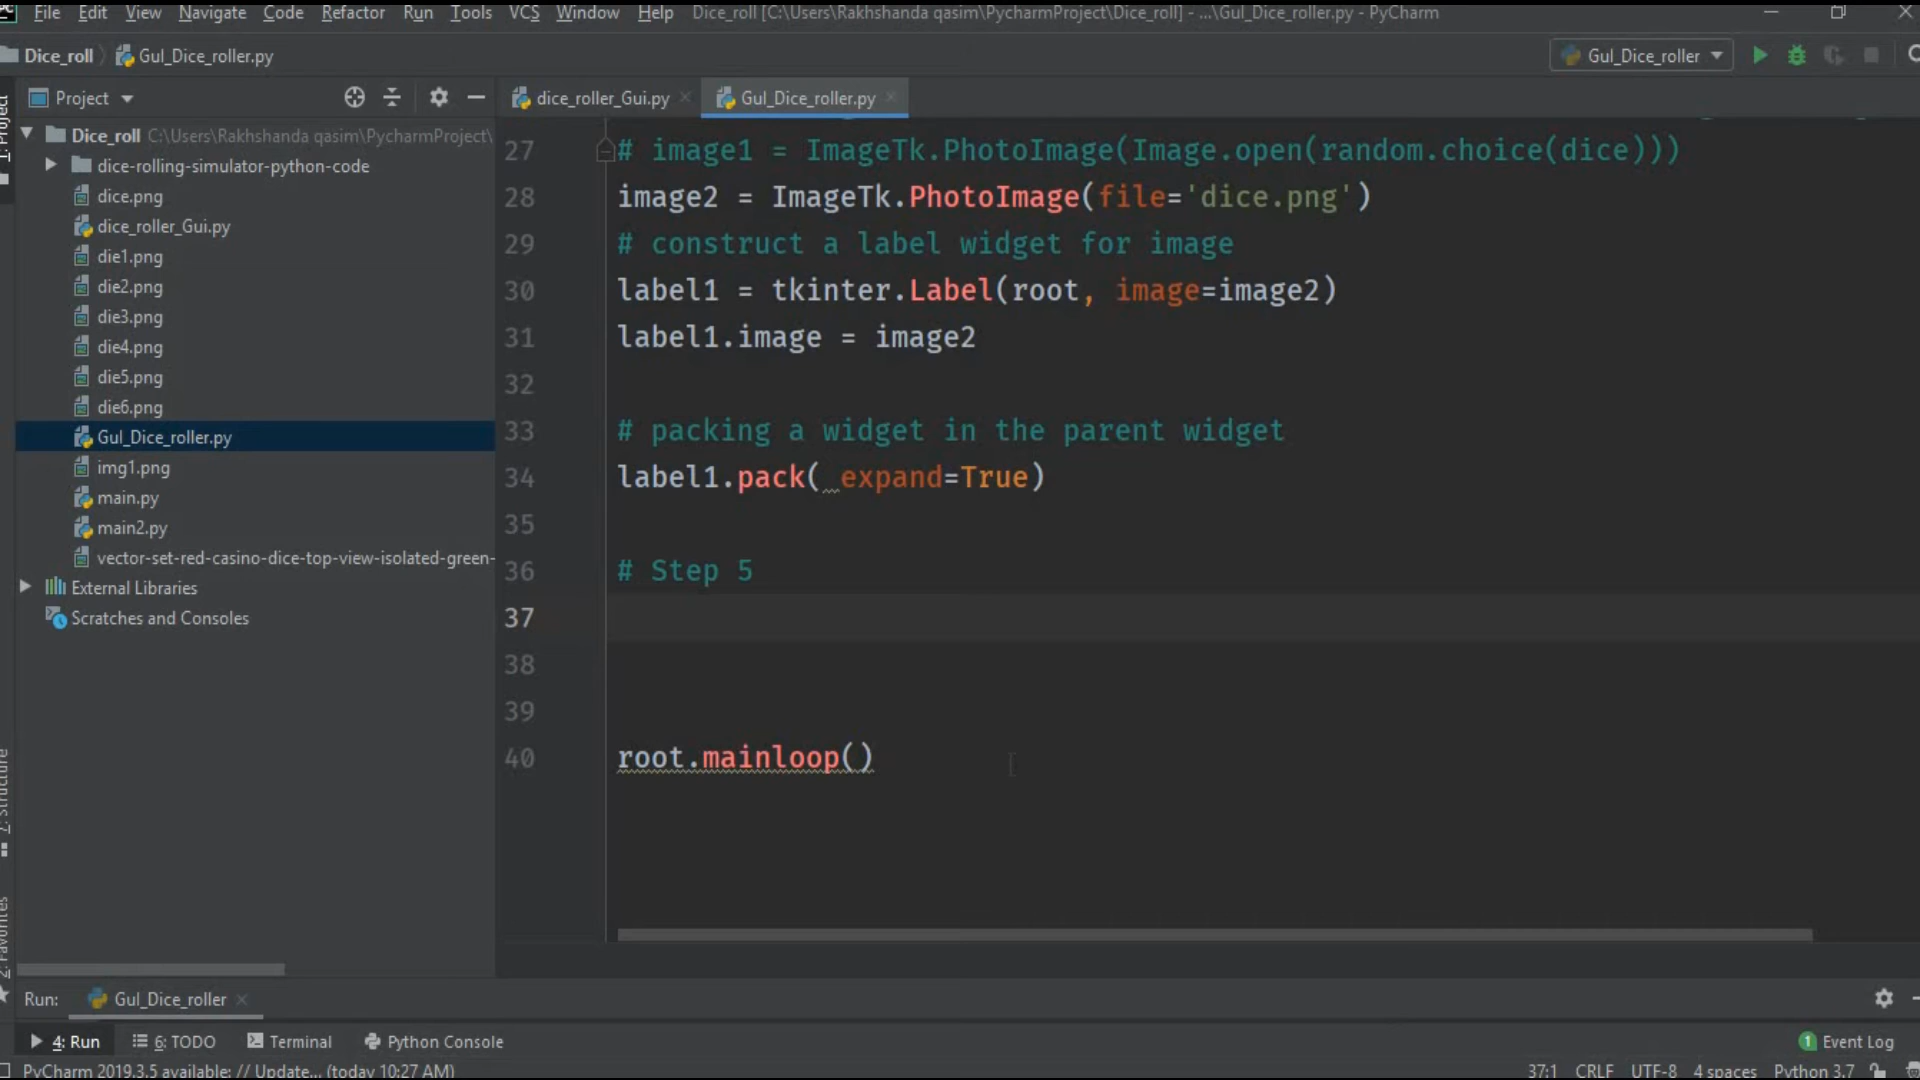 File Edit View Navigate Code Refactor Run Tools VCS Window Help Dice_roll [C:\Users\Rakhshanda qasim\PycharmProject\Dice_roll] - ...\Gul_Dice_roller.py - PyCharm
Dice_roll Gul_Dice_roller.py Gul_Dice_roller
Project dice_roller_Gui.py Gul_Dice_roller.py
1: Project
Dice_roll C:\Users\Rakhshanda qasim\PycharmProject\
dice-rolling-simulator-python-code
dice.png
dice_roller_Gui.py
die1.png
die2.png
die3.png
die4.png
die5.png
die6.png
Gul_Dice_roller.py
img1.png
main.py
main2.py
vector-set-red-casino-dice-top-view-isolated-green-
External Libraries
Scratches and Consoles
27 # image1 = ImageTk.PhotoImage(Image.open(random.choice(dice)))
28 image2 = ImageTk.PhotoImage(file='dice.png')
29 # construct a label widget for image
30 label1 = tkinter.Label(root, image=image2)
31 label1.image = image2
32
33 # packing a widget in the parent widget
34 label1.pack( expand=True)
35
36 # Step 5
37
38
39
40 root.mainloop()
7: Structure
2: Favorites
Run: Gul_Dice_roller
4: Run 6: TODO Terminal Python Console 1 Event Log
PyCharm 2019.3.5 available: // Update... (today 10:27 AM) 37:1 CRLF UTF-8 4 spaces Python 3.7